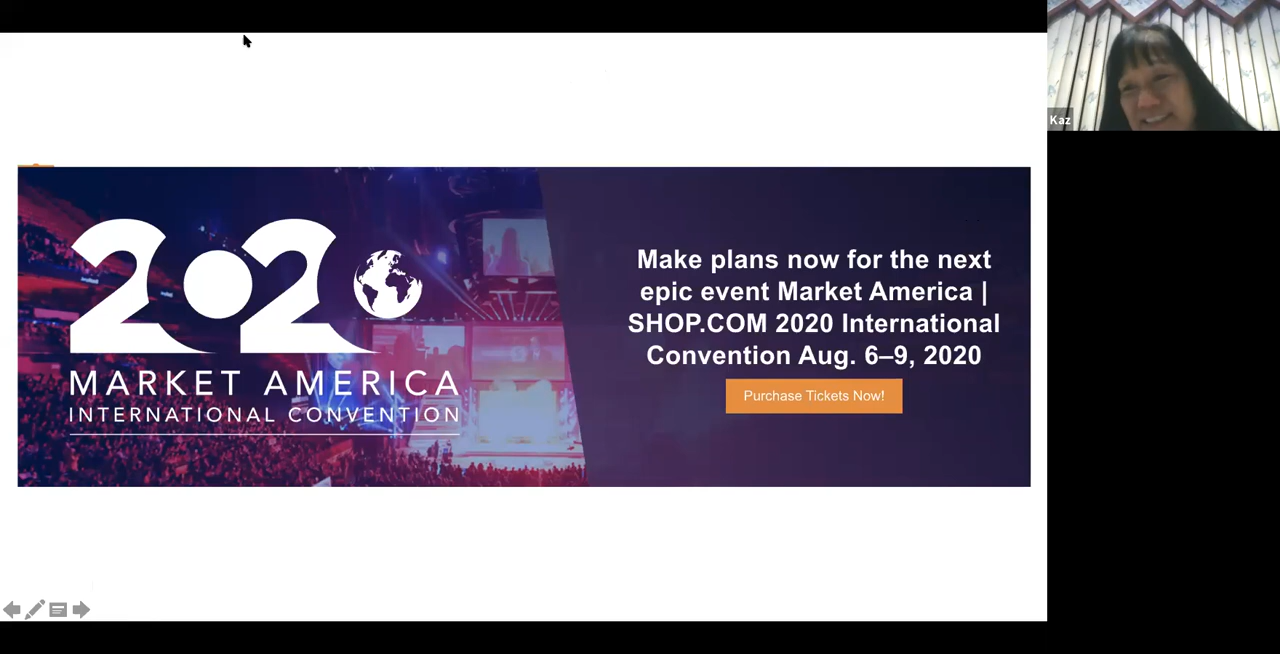 Kaz
2020
MARKET AMERICA
INTERNATIONAL CONVENTION
Make plans now for the next
epic event Market America |
SHOP.COM 2020 International
Convention Aug. 6–9, 2020
Purchase Tickets Now!